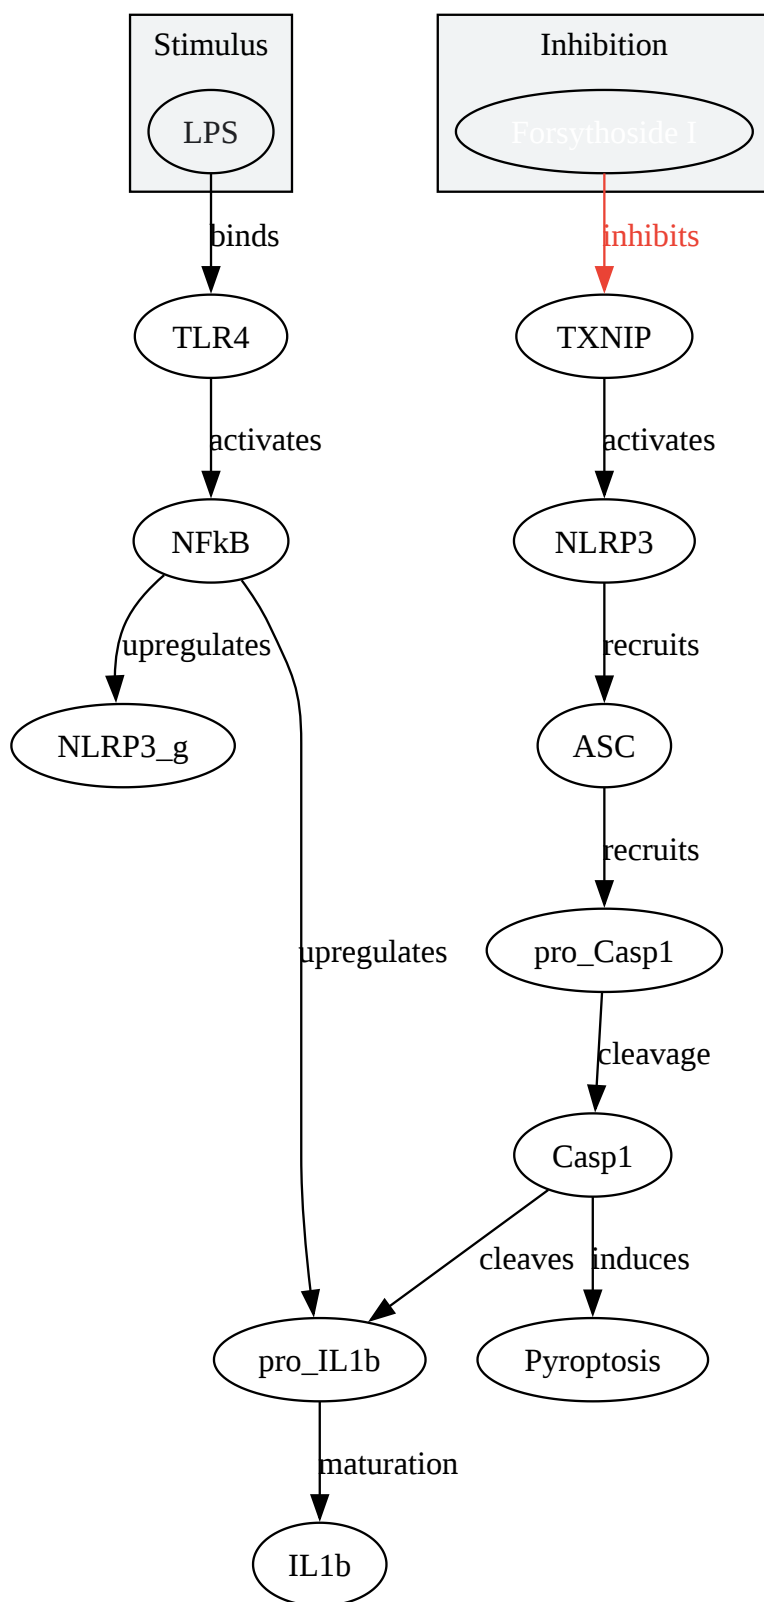 Stimulus
Inhibition
LPS
Forsythoside I
binds
inhibits
TLR4
TXNIP
activates
activates
NFkB
NLRP3
upregulates
recruits
NLRP3_g
ASC
recruits
upregulates
pro_Casp1
cleavage
Casp1
cleaves
induces
pro_IL1b
Pyroptosis
maturation
IL1b